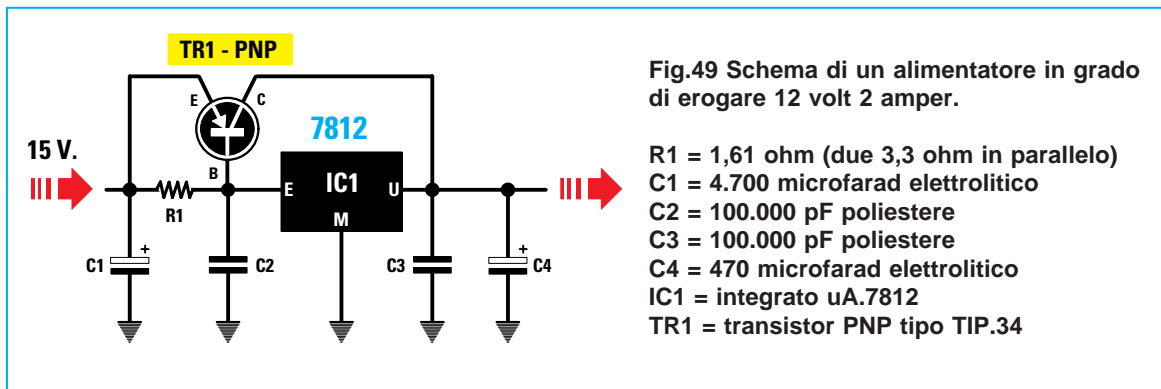 TR1 - PNP
E
C
B
7812
15 V.
R1
E
IC1
U
M
+
C1
C2
C3
+
C4
Fig.49 Schema di un alimentatore in grado
di erogare 12 volt 2 amper.
R1 = 1,61 ohm (due 3,3 ohm in parallelo)
C1 = 4.700 microfarad elettrolitico
C2 = 100.000 pF poliestere
C3 = 100.000 pF poliestere
C4 = 470 microfarad elettrolitico
IC1 = integrato uA.7812
TR1 = transistor PNP tipo TIP.34